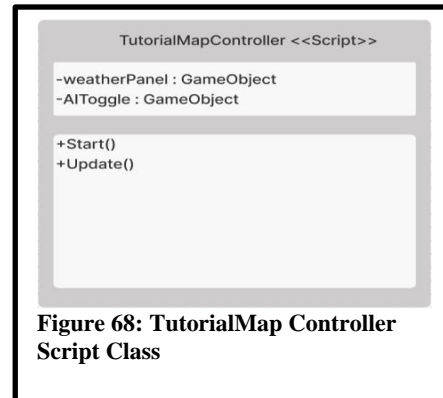 TutorialMapController <<Script>>
-weatherPanel : GameObject
-AIToggle : GameObject
+Start()
+Update()
Figure 68: TutorialMap Controller
Script Class